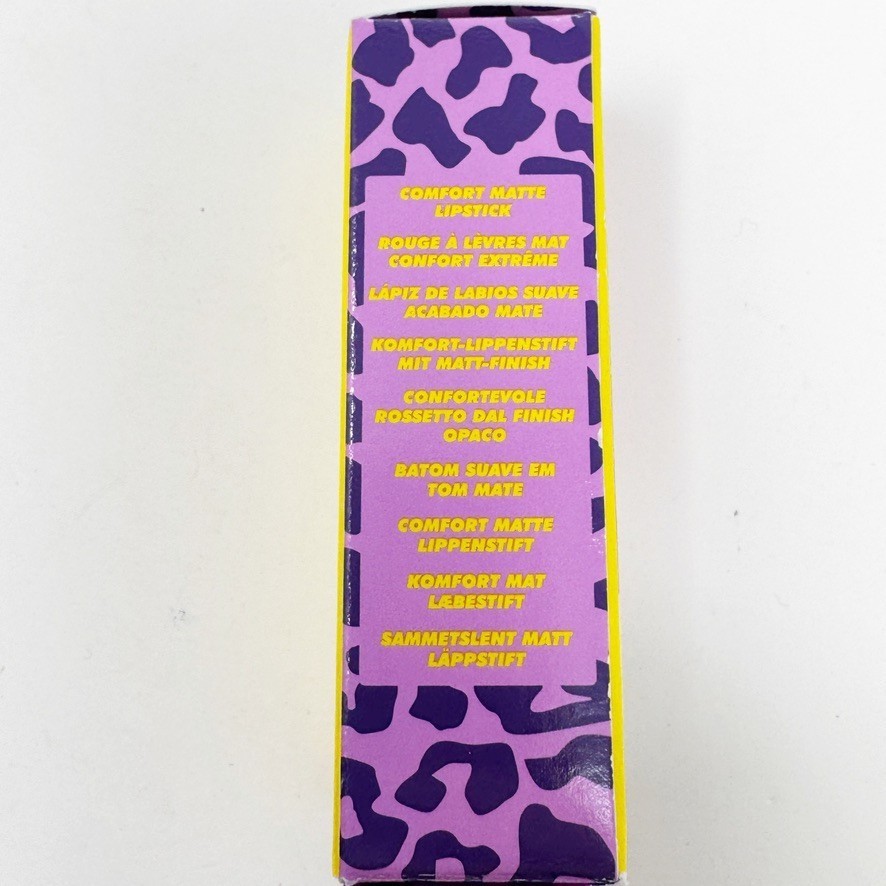 COMFORT MATTE
LIPSTICK
ROUGE À LÈVRES MAT
CONFORT EXTRÊME
LÁPIZ DE LABIOS SUAVE
ACABADO MATE
KOMFORT-LIPPENSTIFT
MIT MATT-FINISH
CONFORTEVOLE
ROSSETTO DAL FINISH
OPACO
BATOM SUAVE EM
TOM MATE
COMFORT MATTE
LIPPENSTIFT
KOMFORT MAT
LÆBESTIFT
SAMMETSLENT MATT
LÄPPSTIFT